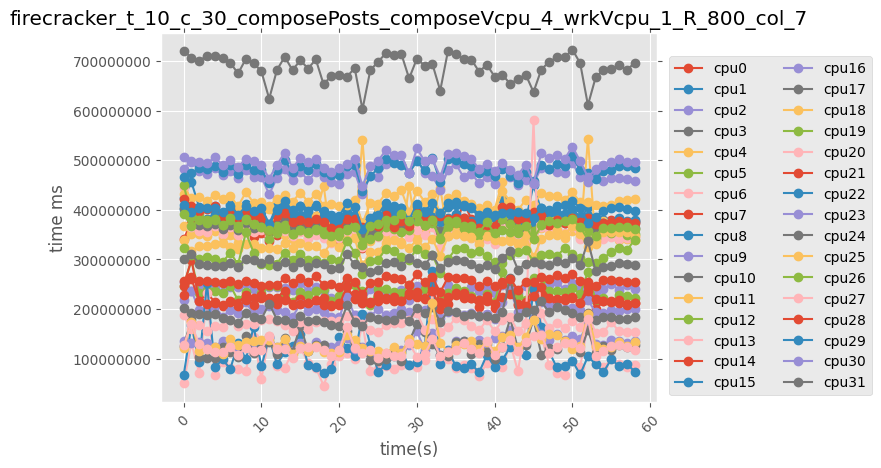 firecracker_t_10_c_30_composePosts_composeVcpu_4_wrkVcpu_1_R_800_col_7
700000000
600000000
500000000
400000000
300000000
200000000
100000000
time ms
0
10
20
30
40
50
60
time(s)
cpu0
cpu1
cpu2
cpu3
cpu4
cpu5
cpu6
cpu7
cpu8
cpu9
cpu10
cpu11
cpu12
cpu13
cpu14
cpu15
cpu16
cpu17
cpu18
cpu19
cpu20
cpu21
cpu22
cpu23
cpu24
cpu25
cpu26
cpu27
cpu28
cpu29
cpu30
cpu31